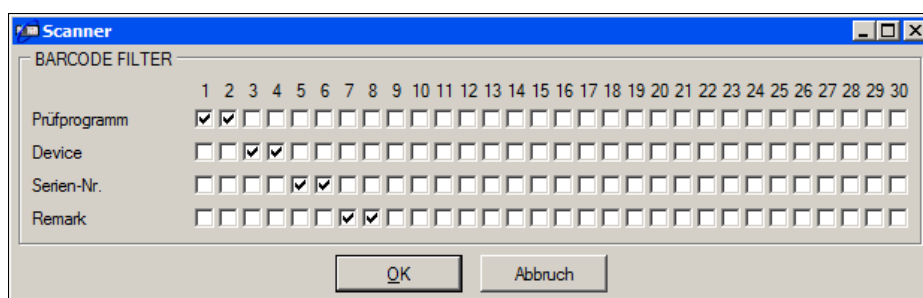 Scanner
BARCODE FILTER
1 2 3 4 5 6 7 8 9 10 11 12 13 14 15 16 17 18 19 20 21 22 23 24 25 26 27 28 29 30
Prüfprogramm
Device
Serien-Nr.
Remark
OK Abbruch